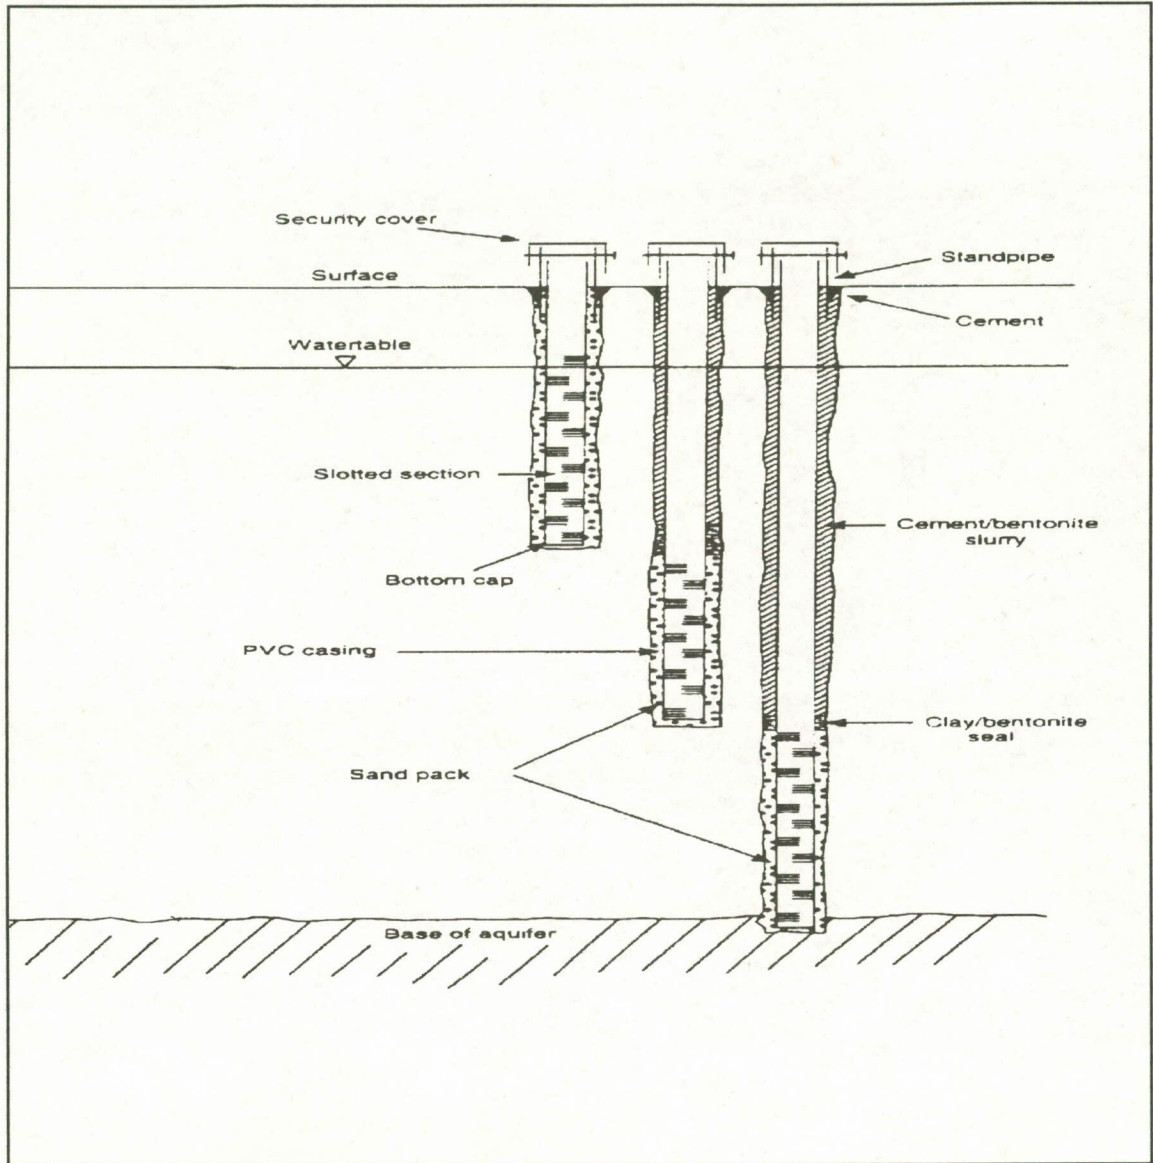 Security cover
Standpipe
Surface
Cement
Watertable
Slotted section
Cement/bentonite
slurry
Bottom cap
PVC casing
Clay/bentonite
seal
Sand pack
Base of aquifer